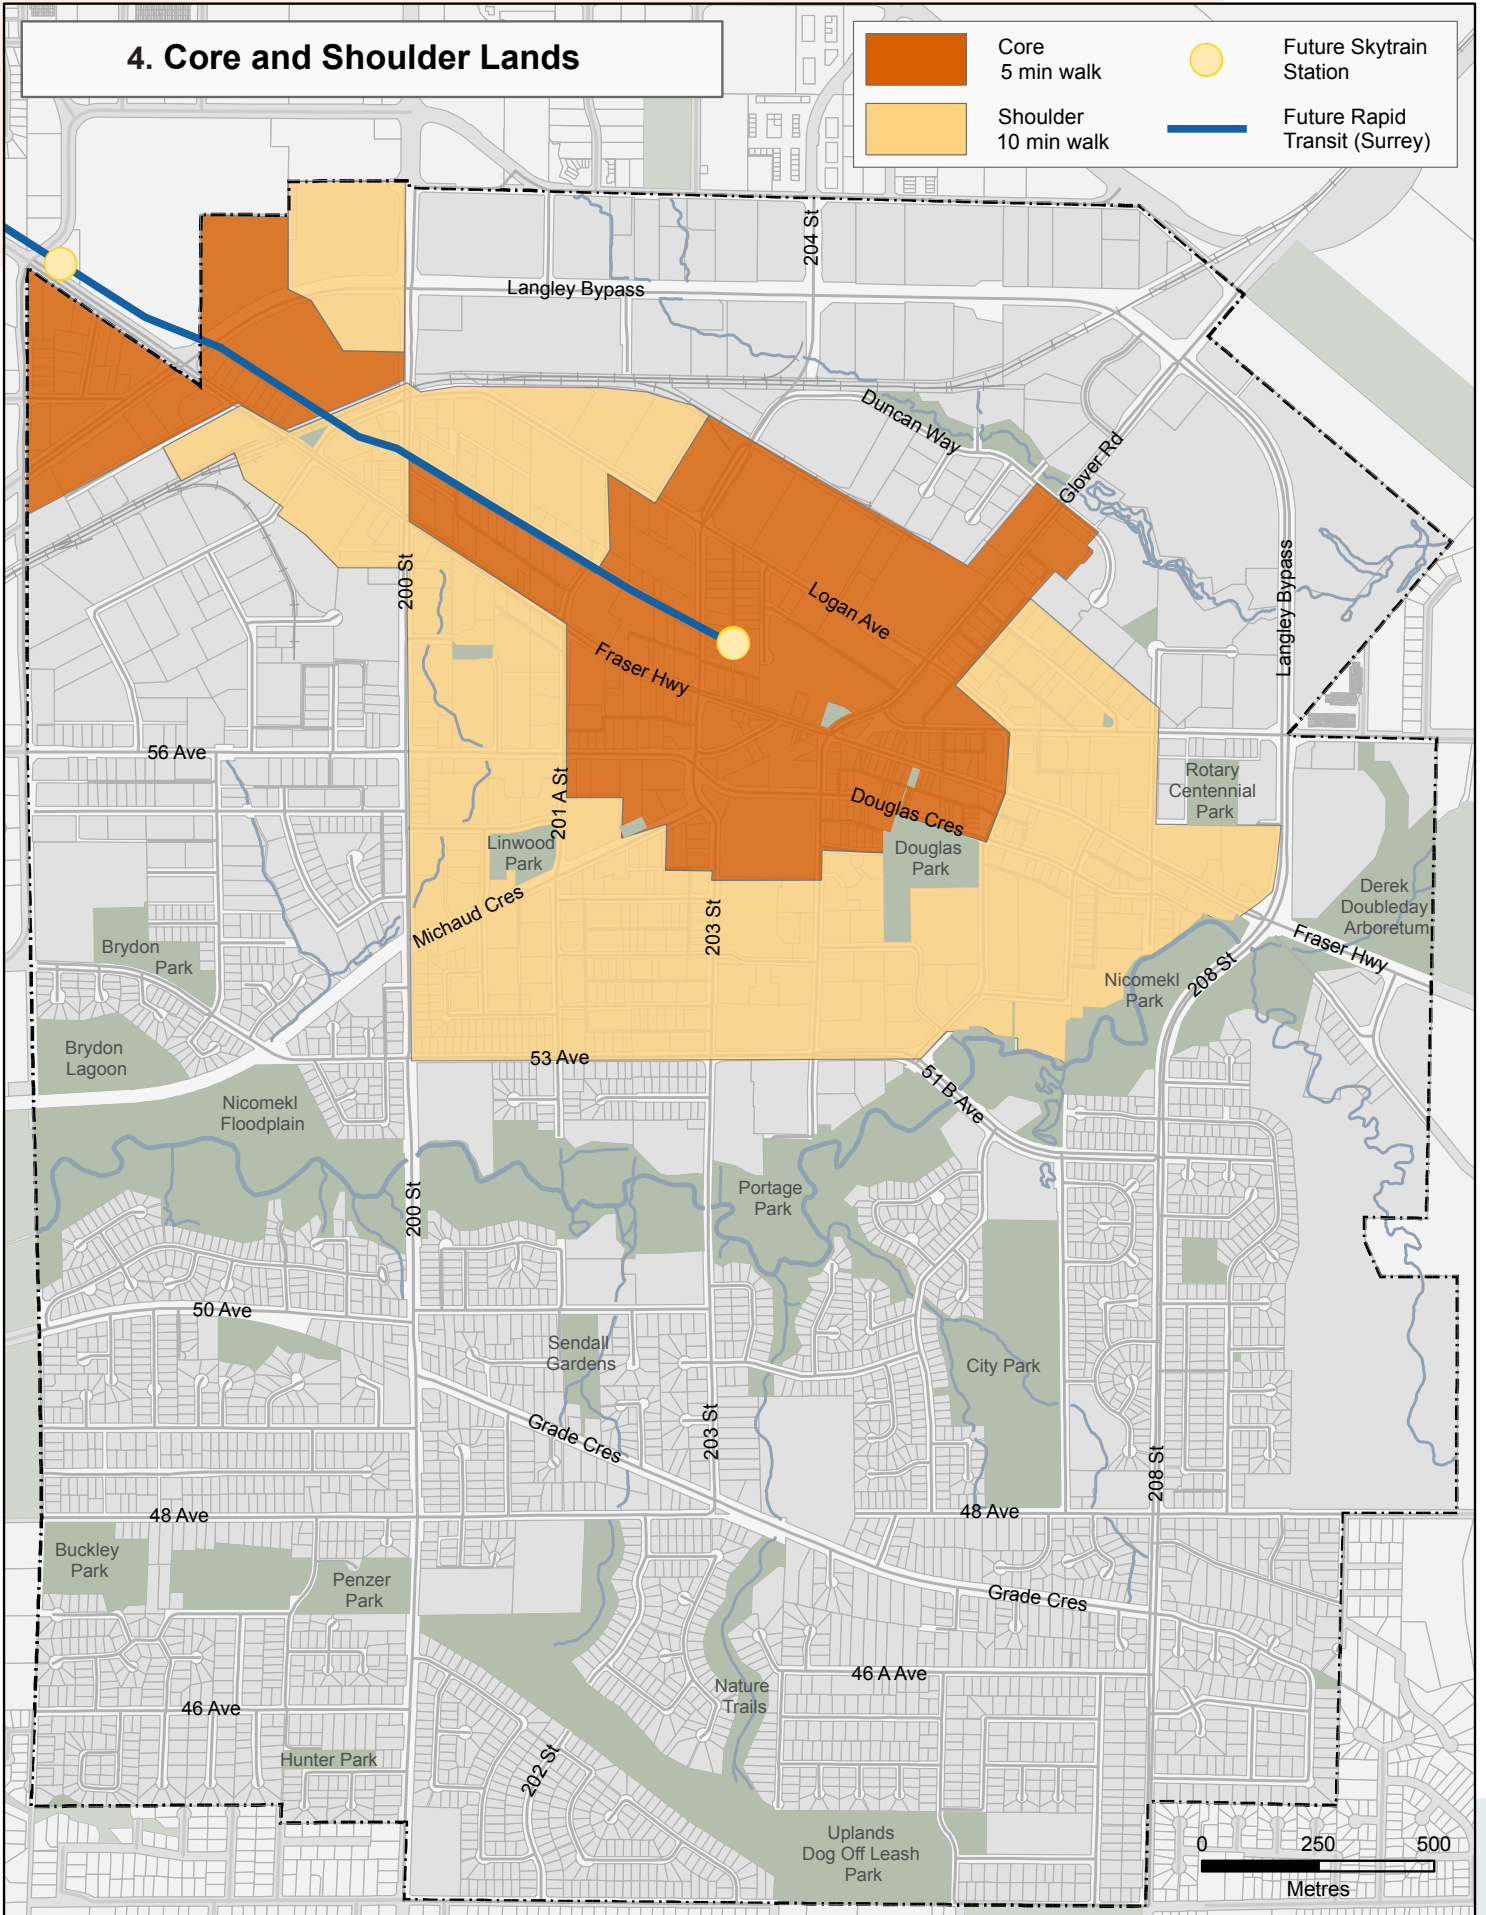 4. Core and Shoulder Lands
Core
5 min walk
Future Skytrain
Station
Shoulder
10 min walk
Future Rapid
Transit (Surrey)
204 St
Langley Bypass
Duncan Way
Glover Rd
200 St
Logan Ave
Langley Bypass
Fraser Hwy
56 Ave
201 A St
Rotary
Centennial
Park
Douglas Cres
Linwood
Park
Douglas
Park
Michaud Cres
203 St
Derek
Doubleday
Arboretum
Brydon
Park
Fraser Hwy
208 St
Nicomekl
Park
Brydon
Lagoon
53 Ave
51 B Ave
Nicomekl
Floodplain
200 St
Portage
Park
50 Ave
Sendall
Gardens
City Park
Grade Cres
203 St
208 St
48 Ave
48 Ave
Buckley
Park
Penzer
Park
Grade Cres
46 A Ave
Nature
Trails
46 Ave
Hunter Park
202 St
Uplands
Dog Off Leash
Park
0 250 500
Metres